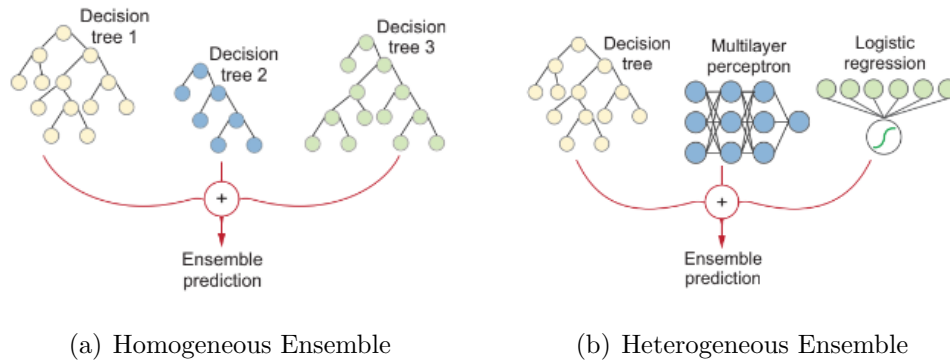 Decision
tree 1
Decision
tree 2
Decision
tree 3
+
Ensemble
prediction
(a) Homogeneous Ensemble
Decision
tree
Multilayer
perceptron
Logistic
regression
+
Ensemble
prediction
(b) Heterogeneous Ensemble